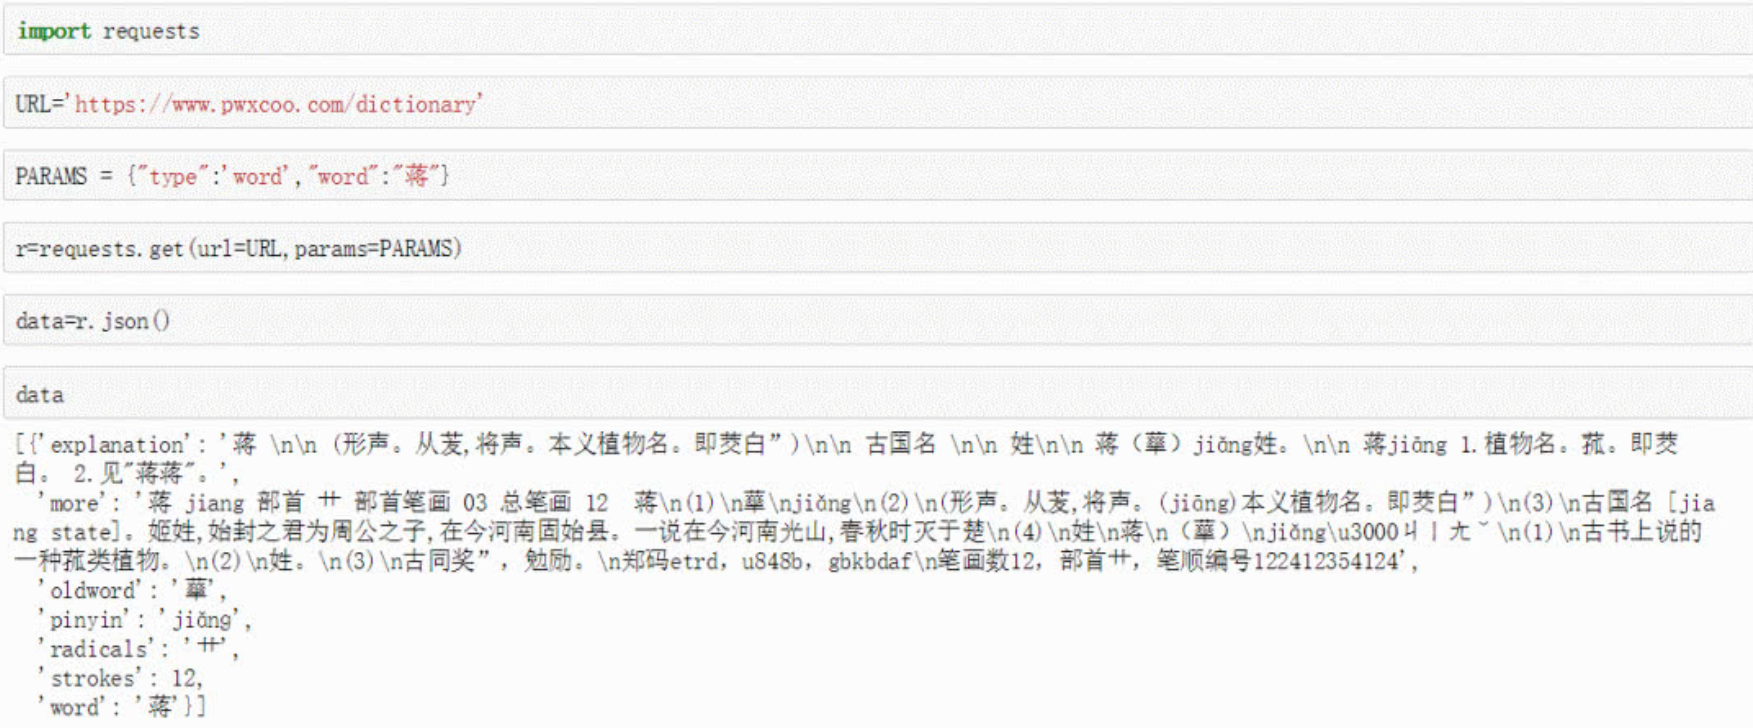 import requests
URL='https://www.pwxcoo.com/dictionary'
PARAMS = {"type":'word',"word":"蒋"}
r=requests.get(url=URL,params=PARAMS)
data=r.json()
data
[{'explanation': '蒋 \n\n (形声。从茇,将声。本义植物名。即茭白”)\n\n 古国名 \n\n 姓\n\n 蒋（蔣）jiǎng姓。\n\n 蒋jiǎng 1.植物名。菰。即茭
白。 2.见"蒋蒋"。',
'more': '蒋 jiang 部首 艹 部首笔画 03 总笔画 12  蒋\n(1)\n蔣\njiǎng\n(2)\n(形声。从茇,将声。(jiāng)本义植物名。即茭白”)\n(3)\n古国名 [jia
ng state]。姬姓,始封之君为周公之子,在今河南固始县。一说在今河南光山,春秋时灭于楚\n(4)\n姓\n蒋\n（蔣）\njiǎng\u3000ㄐㄧㄤˇ\n(1)\n古书上说的
一种菰类植物。\n(2)\n姓。\n(3)\n古同奖”，勉励。\n郑码etrd，u848b，gbkbdaf\n笔画数12，部首艹，笔顺编号122412354124',
'oldword': '蔣',
'pinyin': 'jiǎng',
'radicals': '艹',
'strokes': 12,
'word': '蒋'}]